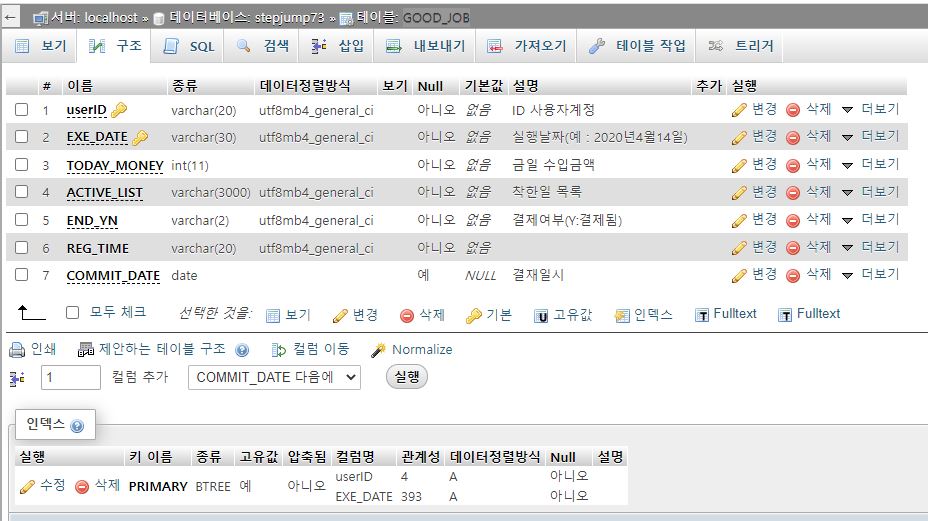 ← 서버: localhost » 데이터베이스: stepjump73 » 테이블: GOOD_JOB
보기 구조 SQL 검색 삽입 내보내기 가져오기 테이블 작업 트리거
# 이름 종류 데이터정렬방식 보기 Null 기본값 설명 추가 실행
1 userID varchar(20) utf8mb4_general_ci 아니오 없음 ID 사용자계정 변경 삭제 더보기
2 EXE_DATE varchar(30) utf8mb4_general_ci 아니오 없음 실행날짜(예 : 2020년4월14일) 변경 삭제 더보기
3 TODAY_MONEY int(11) 아니오 없음 금일 수입금액 변경 삭제 더보기
4 ACTIVE_LIST varchar(3000) utf8mb4_general_ci 아니오 없음 착한일 목록 변경 삭제 더보기
5 END_YN varchar(2) utf8mb4_general_ci 아니오 없음 결제여부(Y:결제됨) 변경 삭제 더보기
6 REG_TIME varchar(20) utf8mb4_general_ci 아니오 없음 변경 삭제 더보기
7 COMMIT_DATE date 예 NULL 결재일시 변경 삭제 더보기
모두 체크 선택한 것을: 보기 변경 삭제 기본 고유값 인덱스 Fulltext Fulltext
인쇄 제안하는 테이블 구조 컬럼 이동 Normalize
1 컬럼 추가 COMMIT_DATE 다음에 실행
인덱스
실행 키 이름 종류 고유값 압축됨 컬럼명 관계성 데이터정렬방식 Null 설명
수정 삭제 PRIMARY BTREE 예 아니오 userID 4 A 아니오
EXE_DATE 393 A 아니오